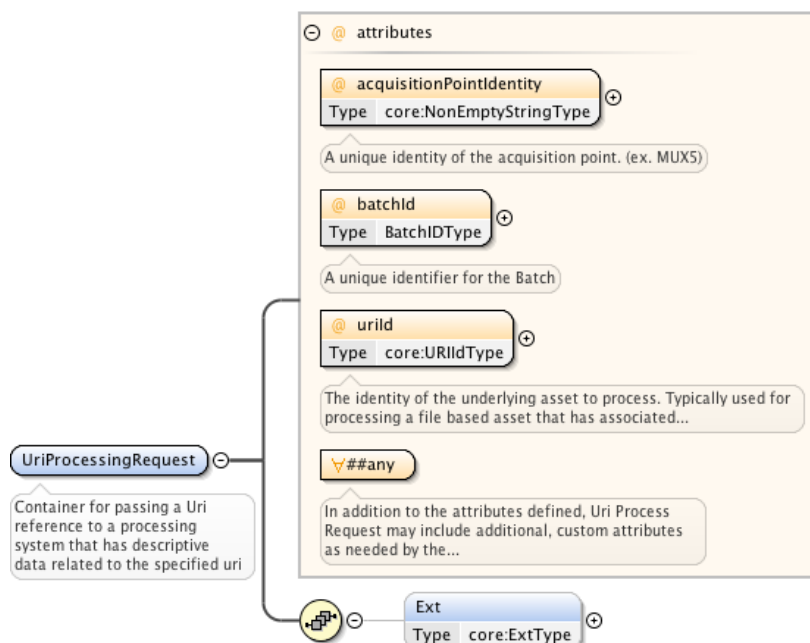 @ attributes
@ acquisitionPointIdentity
Type core:NonEmptyStringType
A unique identity of the acquisition point. (ex. MUX5)
@ batchId
Type BatchIDType
A unique identifier for the Batch
@ uriId
Type core:URIIdType
The identity of the underlying asset to process. Typically used for
processing a file based asset that has associated...
∀##any
In addition to the attributes defined, Uri Process
Request may include additional, custom attributes
as needed by the...
UriProcessingRequest
Container for passing a Uri
reference to a processing
system that has descriptive
data related to the specified uri
Ext
Type core:ExtType